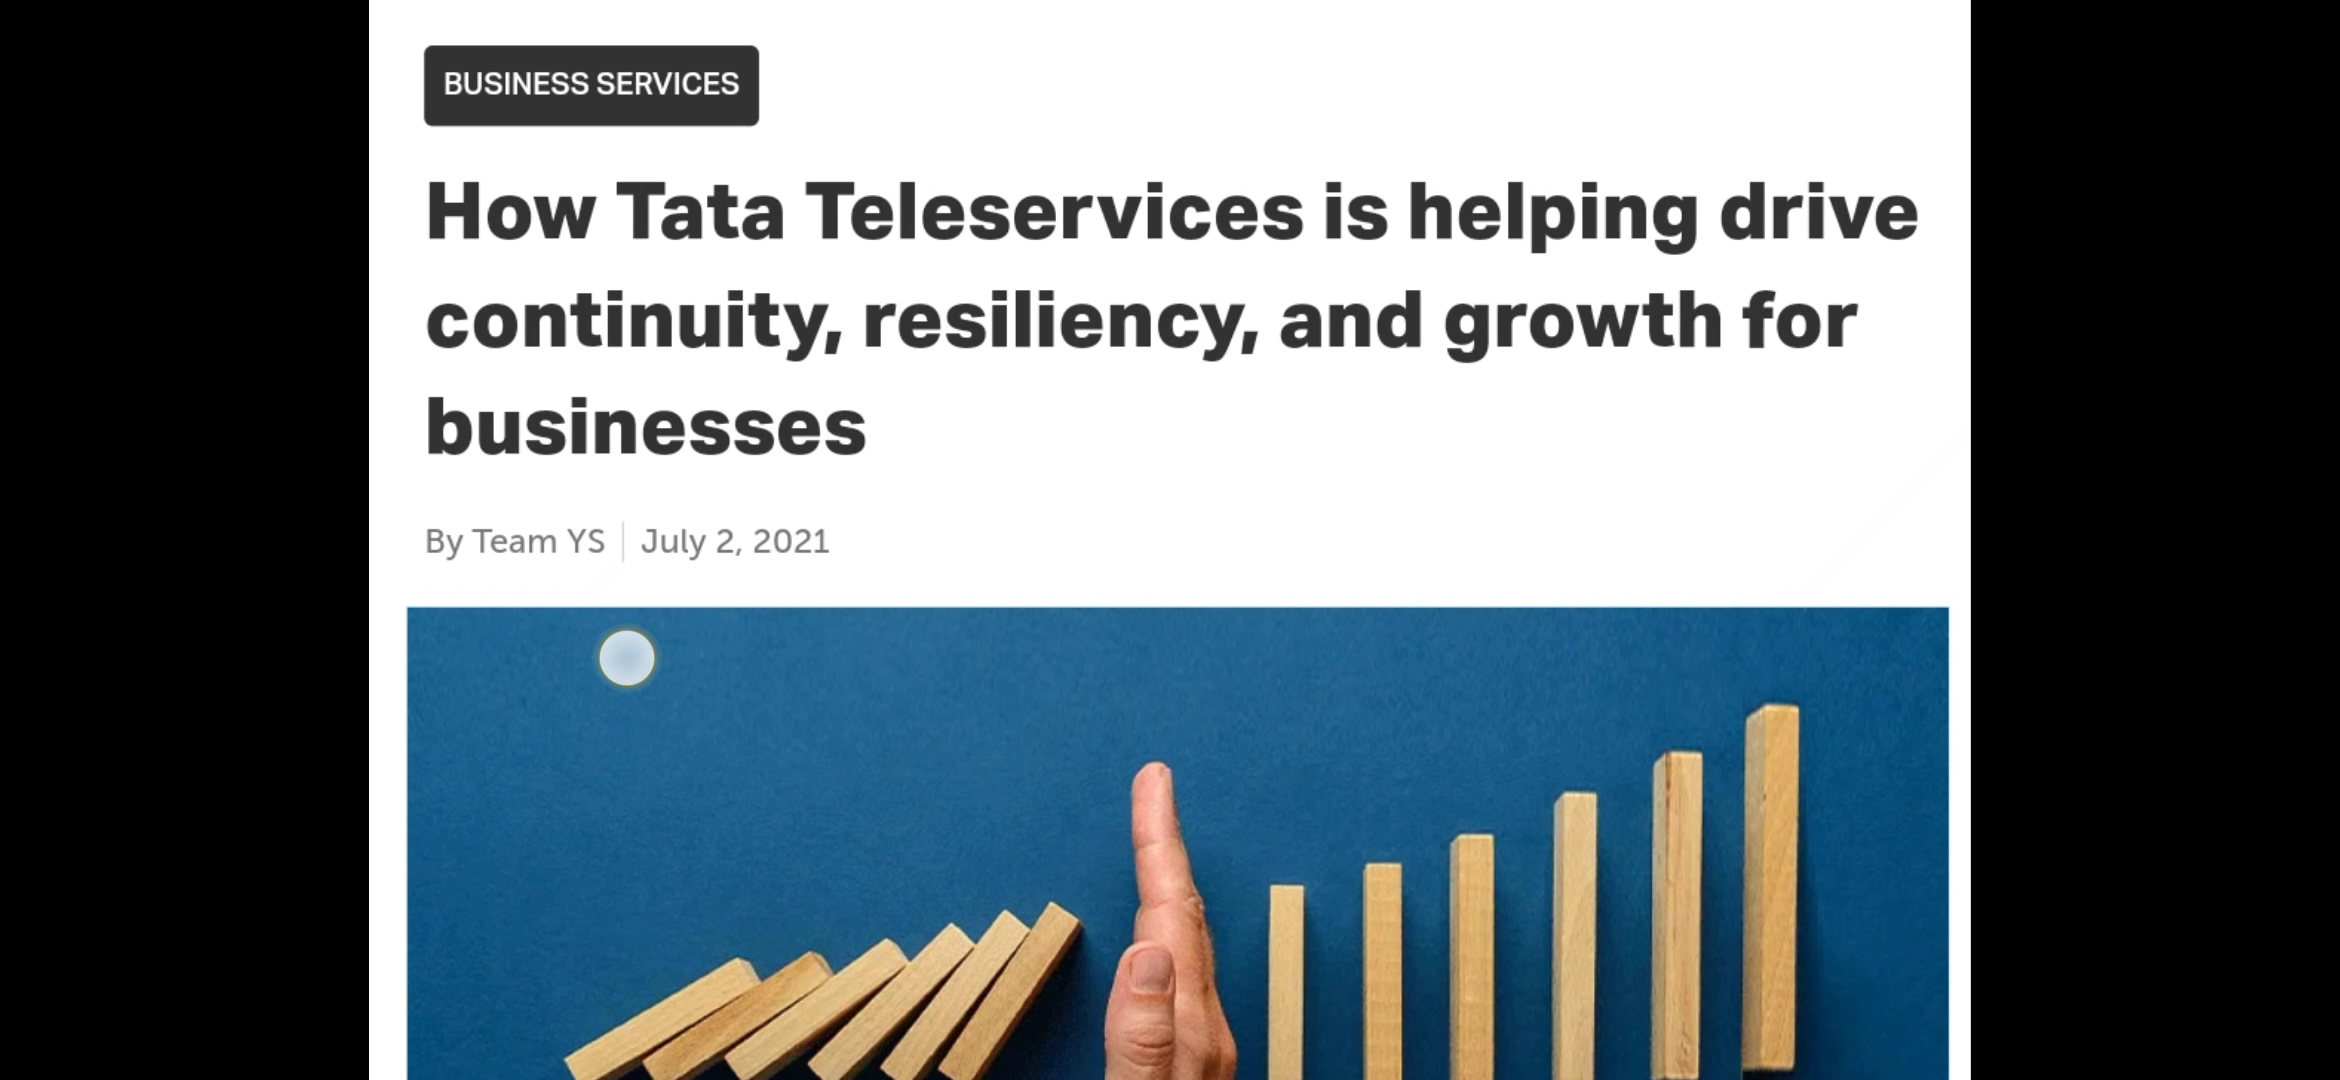 BUSINESS SERVICES
How Tata Teleservices is helping drive
continuity, resiliency, and growth for
businesses
By Team YS | July 2, 2021